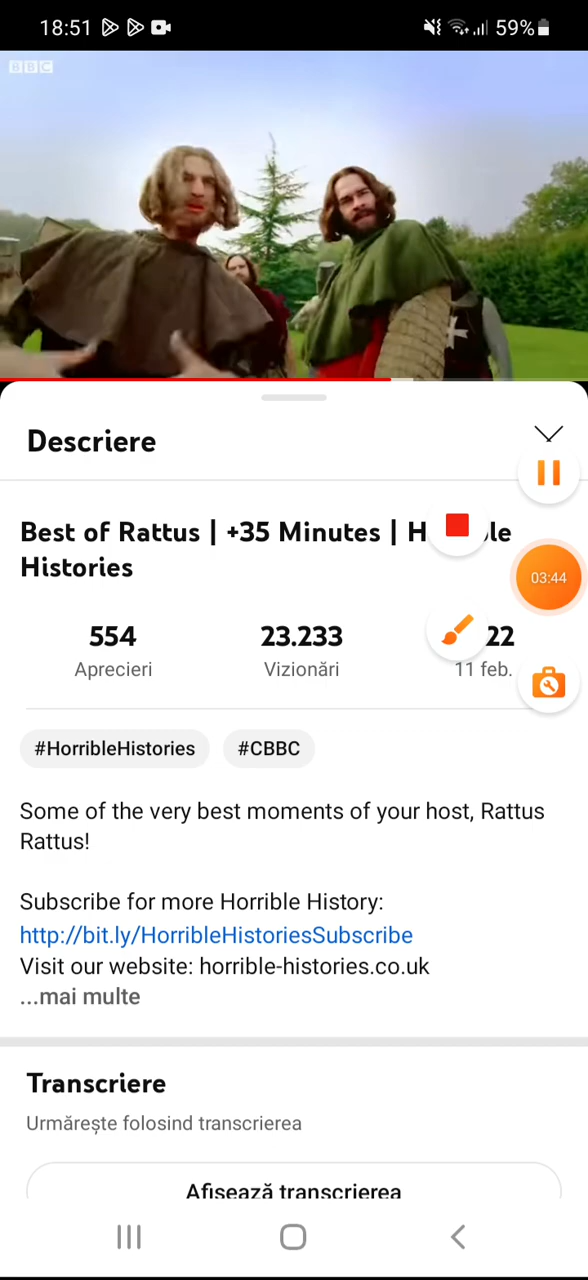 18:51
59%
BBC
Descriere
Best of Rattus | +35 Minutes | H le
Histories
03:44
554 23.233 22
Aprecieri Vizionări 11 feb.
#HorribleHistories #CBBC
Some of the very best moments of your host, Rattus
Rattus!
Subscribe for more Horrible History:
http://bit.ly/HorribleHistoriesSubscribe
Visit our website: horrible-histories.co.uk
...mai multe
Transcriere
Urmărește folosind transcrierea
Afișează transcrierea